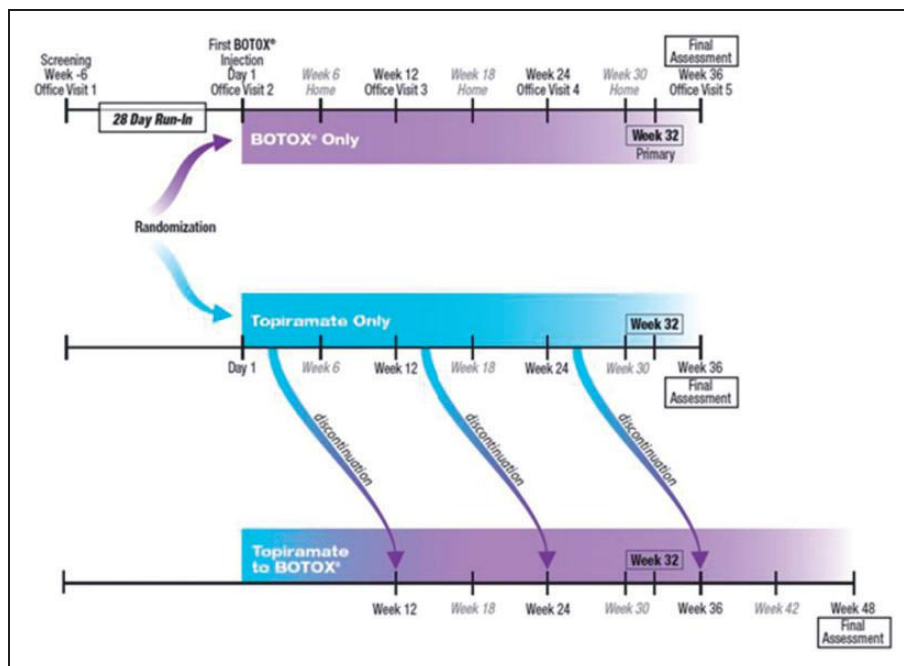 Screening
Week -6
Office Visit 1
First BOTOX®
Injection
Day 1
Office Visit 2
Week 6
Home
Week 12
Office Visit 3
Week 18
Home
Week 24
Office Visit 4
Week 30
Home
Final
Assessment
Week 36
Office Visit 5
28 Day Run-In
BOTOX® Only
Week 32
Primary
Randomization
Topiramate Only
Week 32
Day 1
Week 6
Week 12
Week 18
Week 24
Week 30
Week 36
Final
Assessment
discontinuation
discontinuation
discontinuation
Topiramate
to BOTOX®
Week 32
Week 12
Week 18
Week 24
Week 30
Week 36
Week 42
Week 48
Final
Assessment